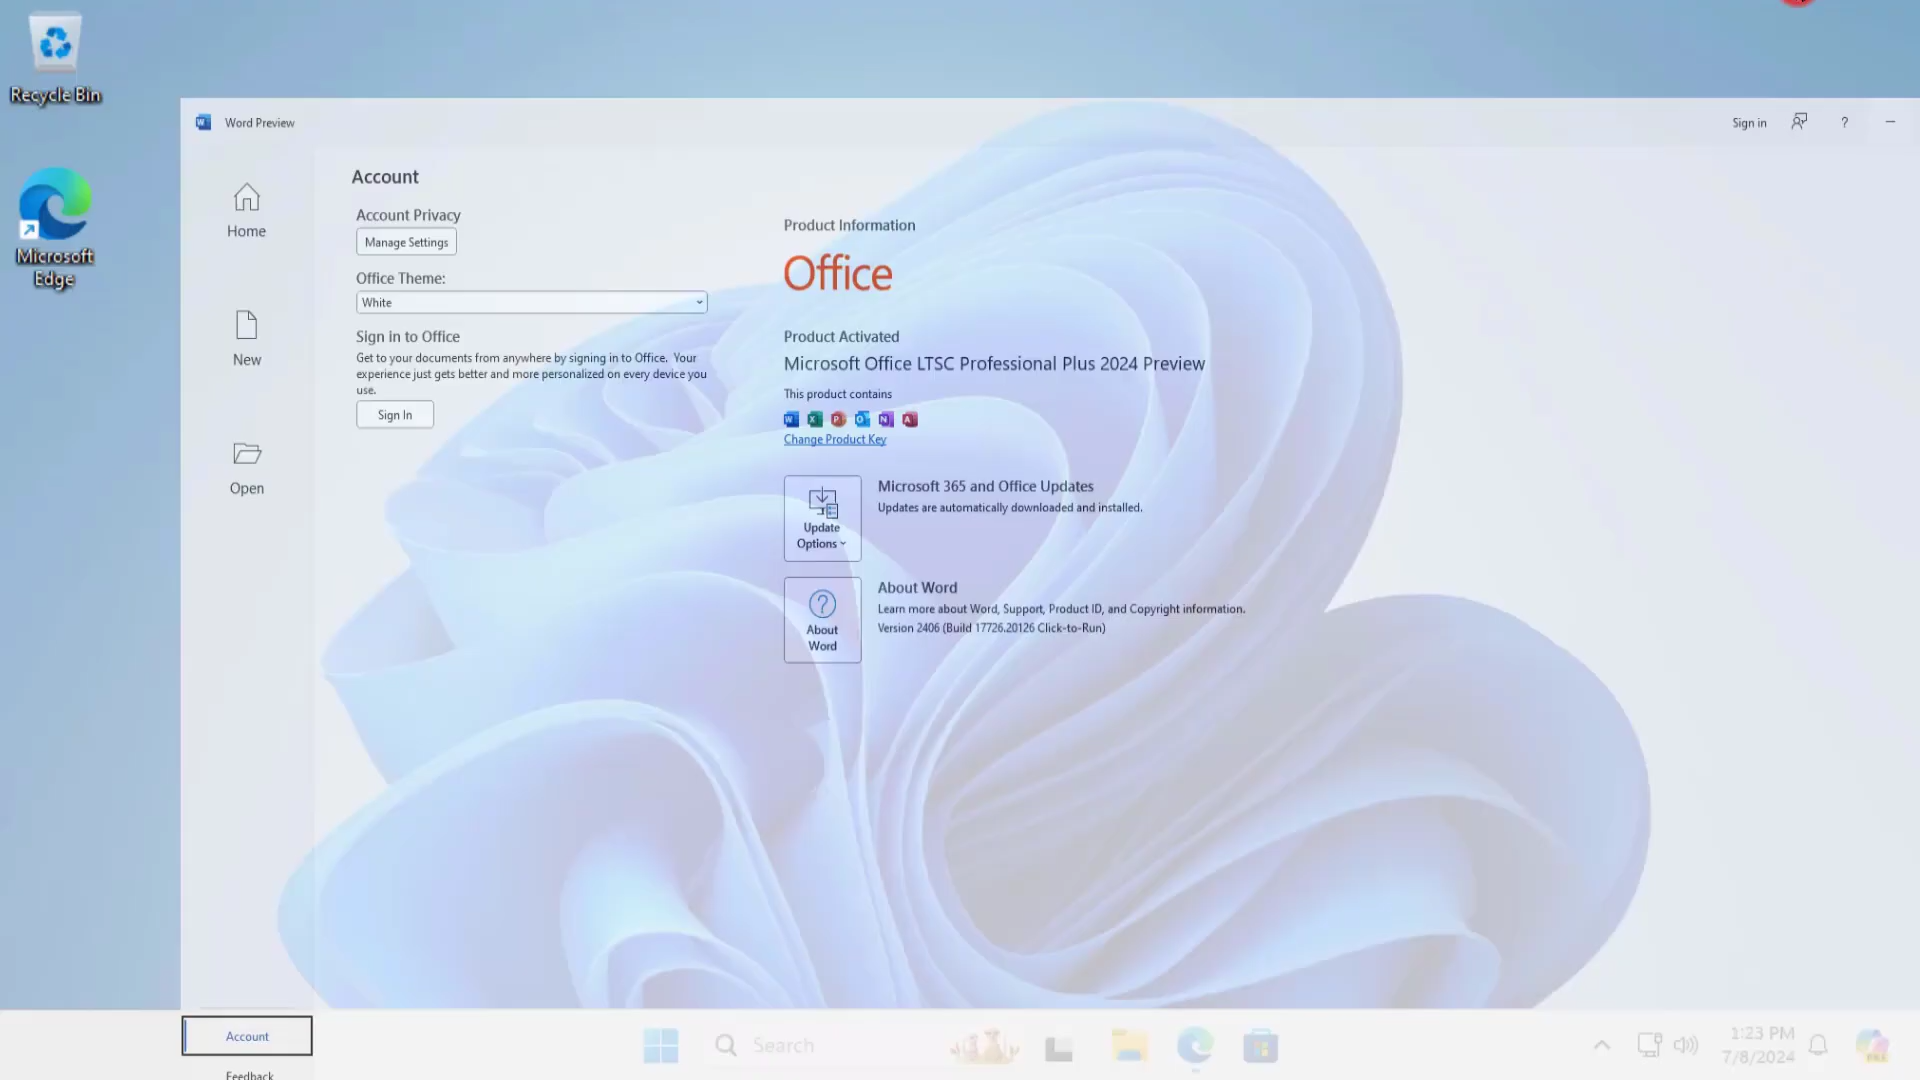 Recycle Bin
Microsoft
Edge
Word Preview
Sign in
?
Home
New
Open
Account
Feedback
Account
Account Privacy
Manage Settings
Office Theme:
White
Sign in to Office
Get to your documents from anywhere by signing in to Office. Your
experience just gets better and more personalized on every device you
use.
Sign In
Product Information
Office
Product Activated
Microsoft Office LTSC Professional Plus 2024 Preview
This product contains
Change Product Key
Update
Options
Microsoft 365 and Office Updates
Updates are automatically downloaded and installed.
About
Word
About Word
Learn more about Word, Support, Product ID, and Copyright information.
Version 2406 (Build 17726.20126 Click-to-Run)
Search
1:23 PM
7/8/2024